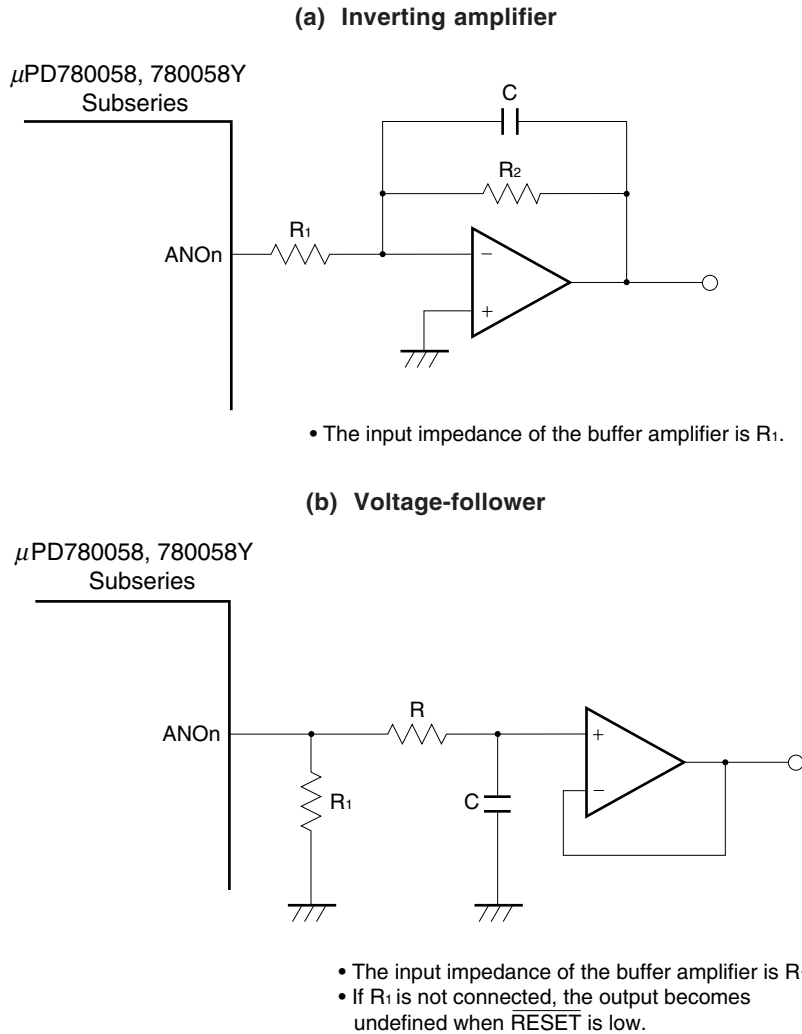 (a) Inverting amplifier
μPD780058, 780058Y
Subseries
C
R2
R1
ANOn
−
+
• The input impedance of the buffer amplifier is R1.
(b) Voltage-follower
μPD780058, 780058Y
Subseries
R
ANOn
+
R1
C
−
• The input impedance of the buffer amplifier is R
• If R1 is not connected, the output becomes
undefined when RESET is low.